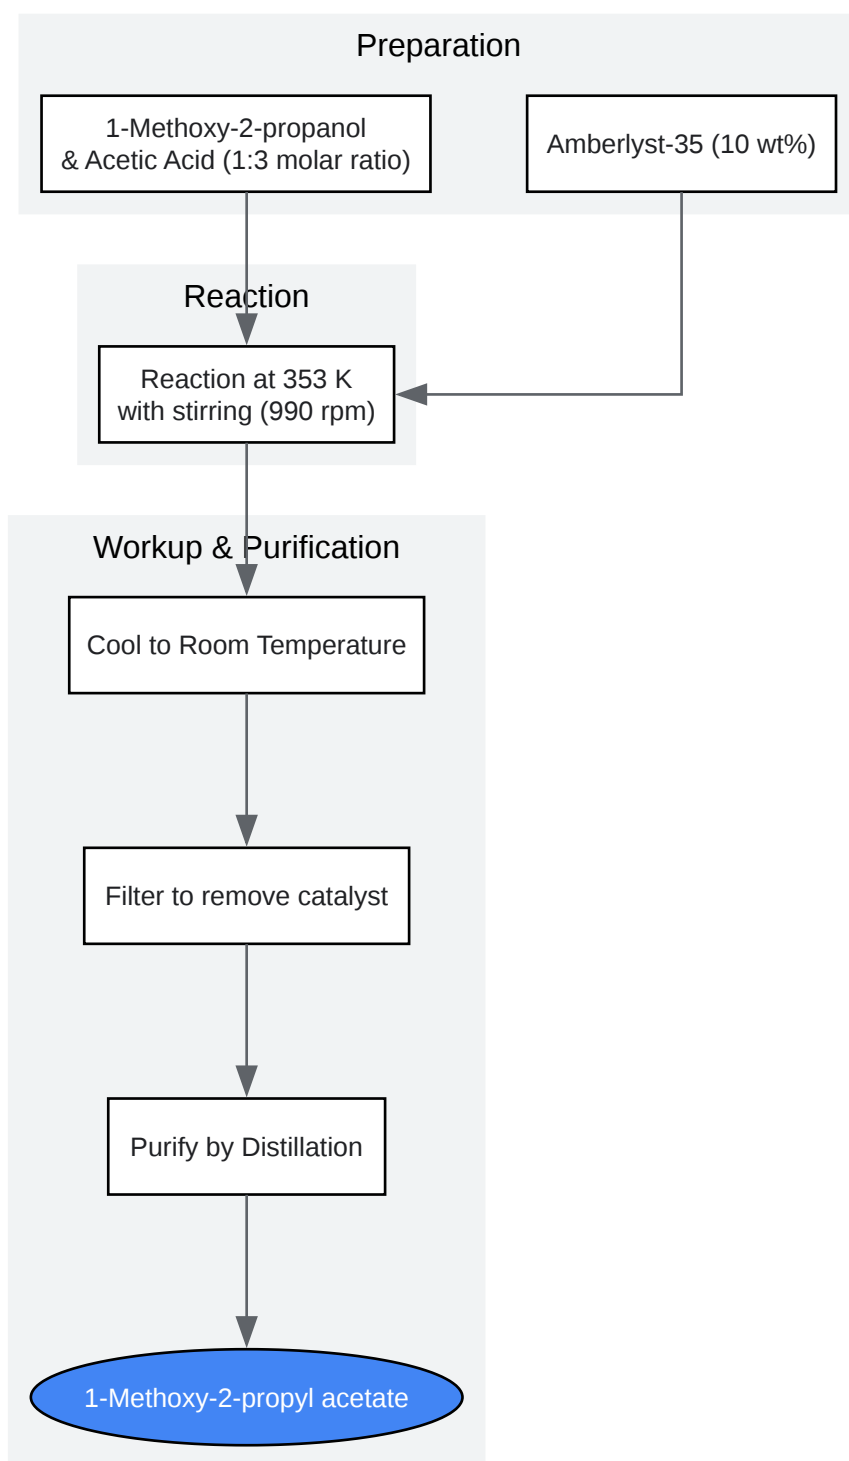 Preparation
1-Methoxy-2-propanol
& Acetic Acid (1:3 molar ratio)
Amberlyst-35 (10 wt%)
Reaction
Reaction at 353 K
with stirring (990 rpm)
Workup & Purification
Cool to Room Temperature
Filter to remove catalyst
Purify by Distillation
1-Methoxy-2-propyl acetate